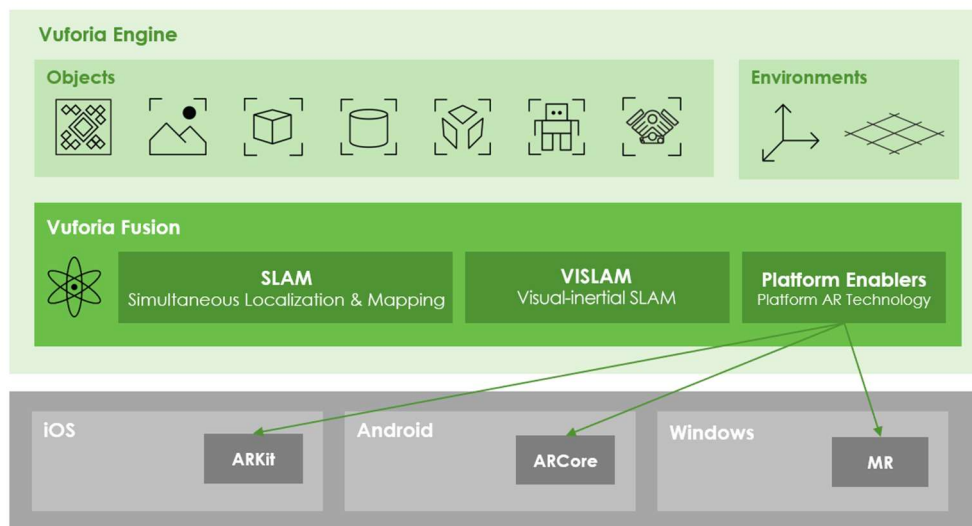 Vuforia Engine
Objects
Environments
Vuforia Fusion
SLAM
Simultaneous Localization & Mapping
VISLAM
Visual-inertial SLAM
Platform Enablers
Platform AR Technology
iOS
ARKit
Android
ARCore
Windows
MR